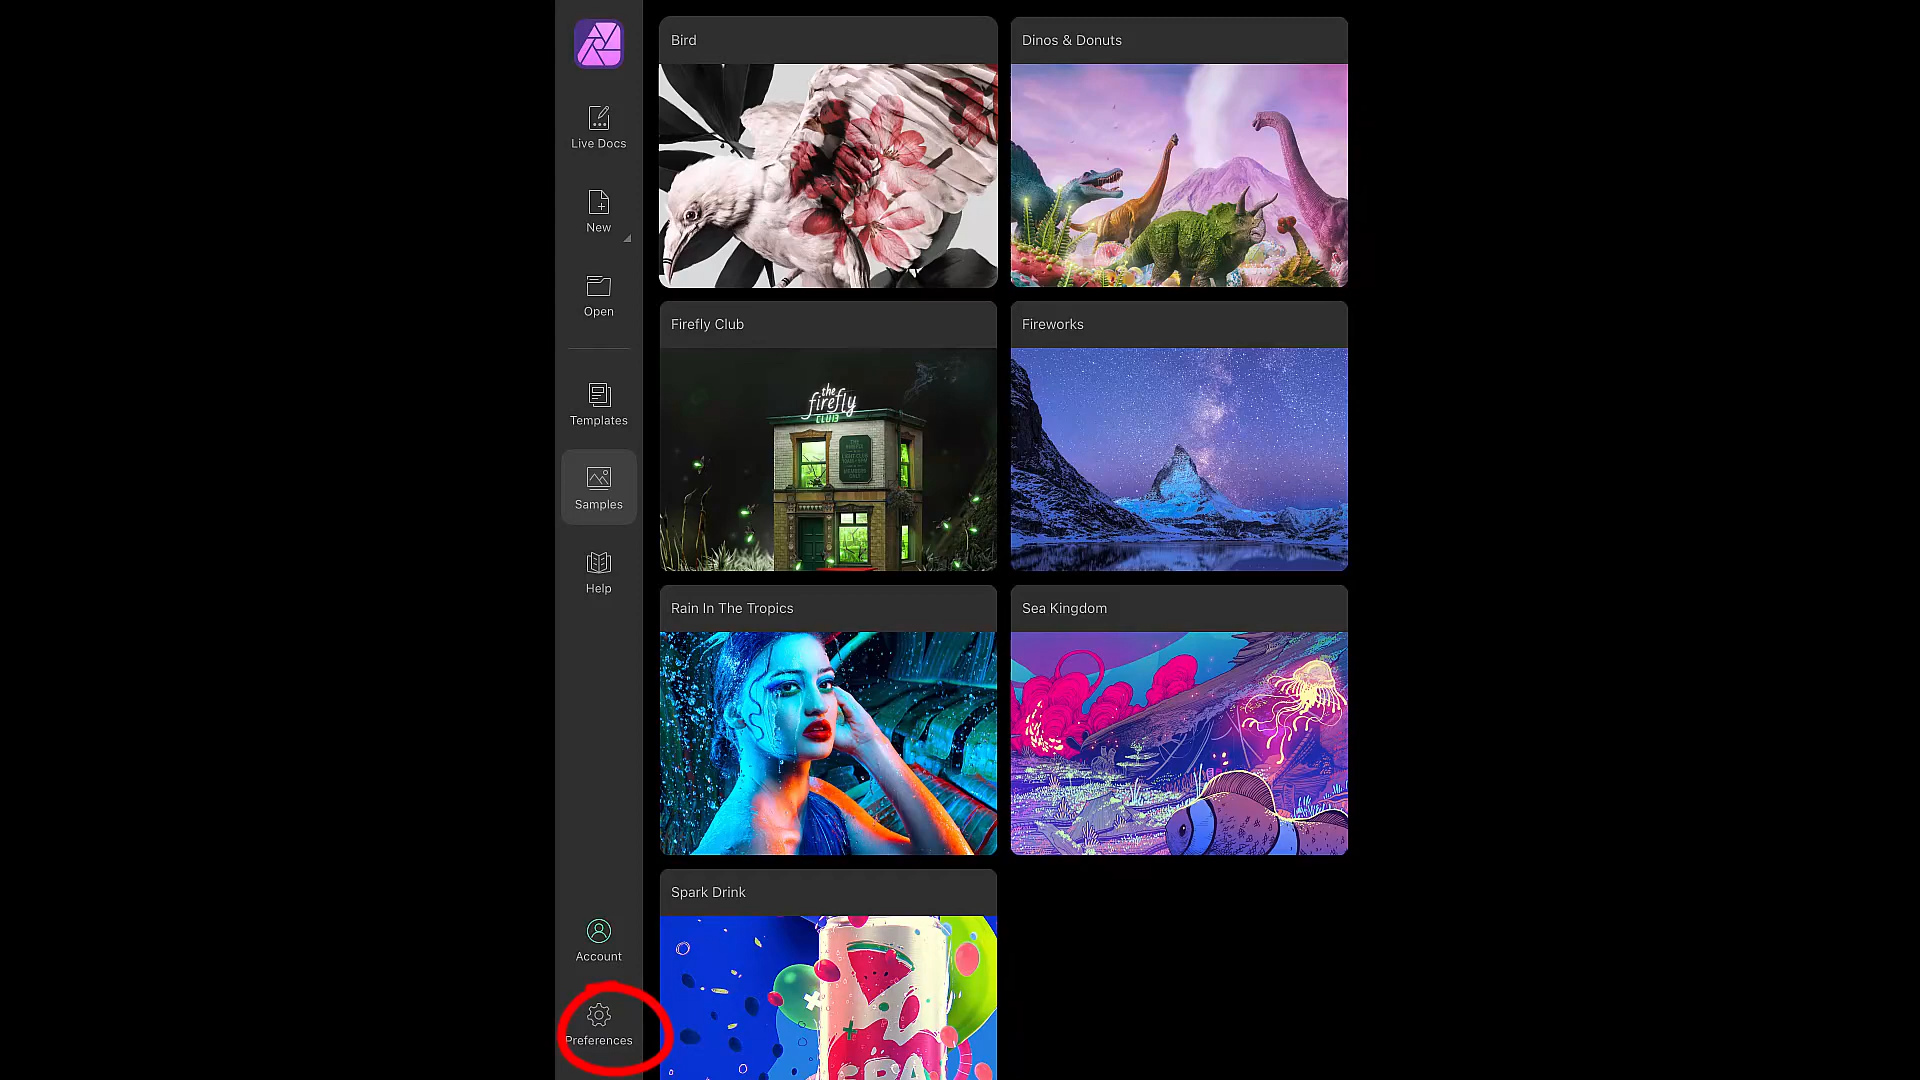 Live Docs
New
Open
Templates
Samples
Help
Account
Preferences
Bird
Dinos & Donuts
Firefly Club
the
firefly
CLUB
Fireworks
Rain In The Tropics
Sea Kingdom
Spark Drink